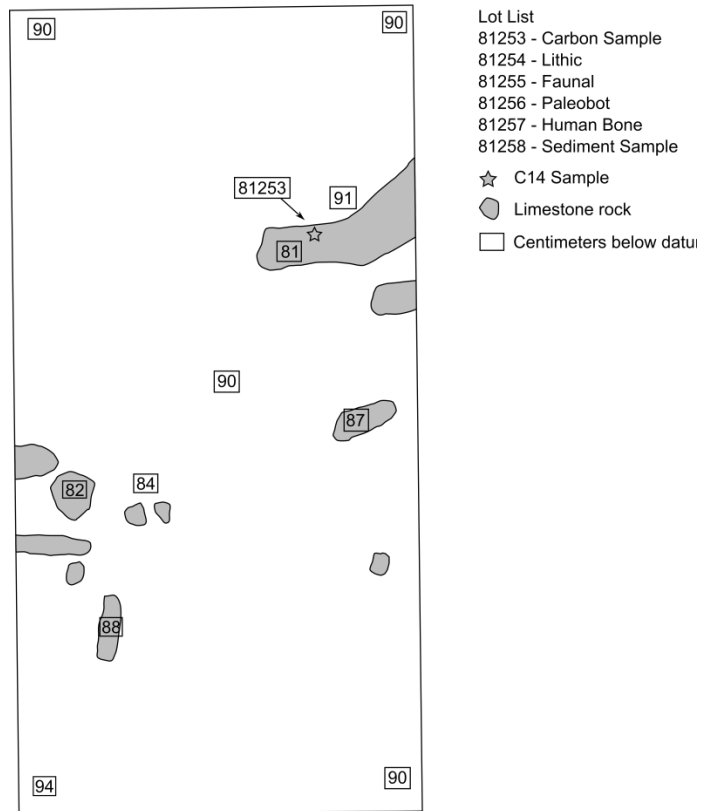 90
90
81253
91
81
90
87
82
84
88
94
90
Lot List
81253 - Carbon Sample
81254 - Lithic
81255 - Faunal
81256 - Paleobot
81257 - Human Bone
81258 - Sediment Sample
C14 Sample
Limestone rock
Centimeters below